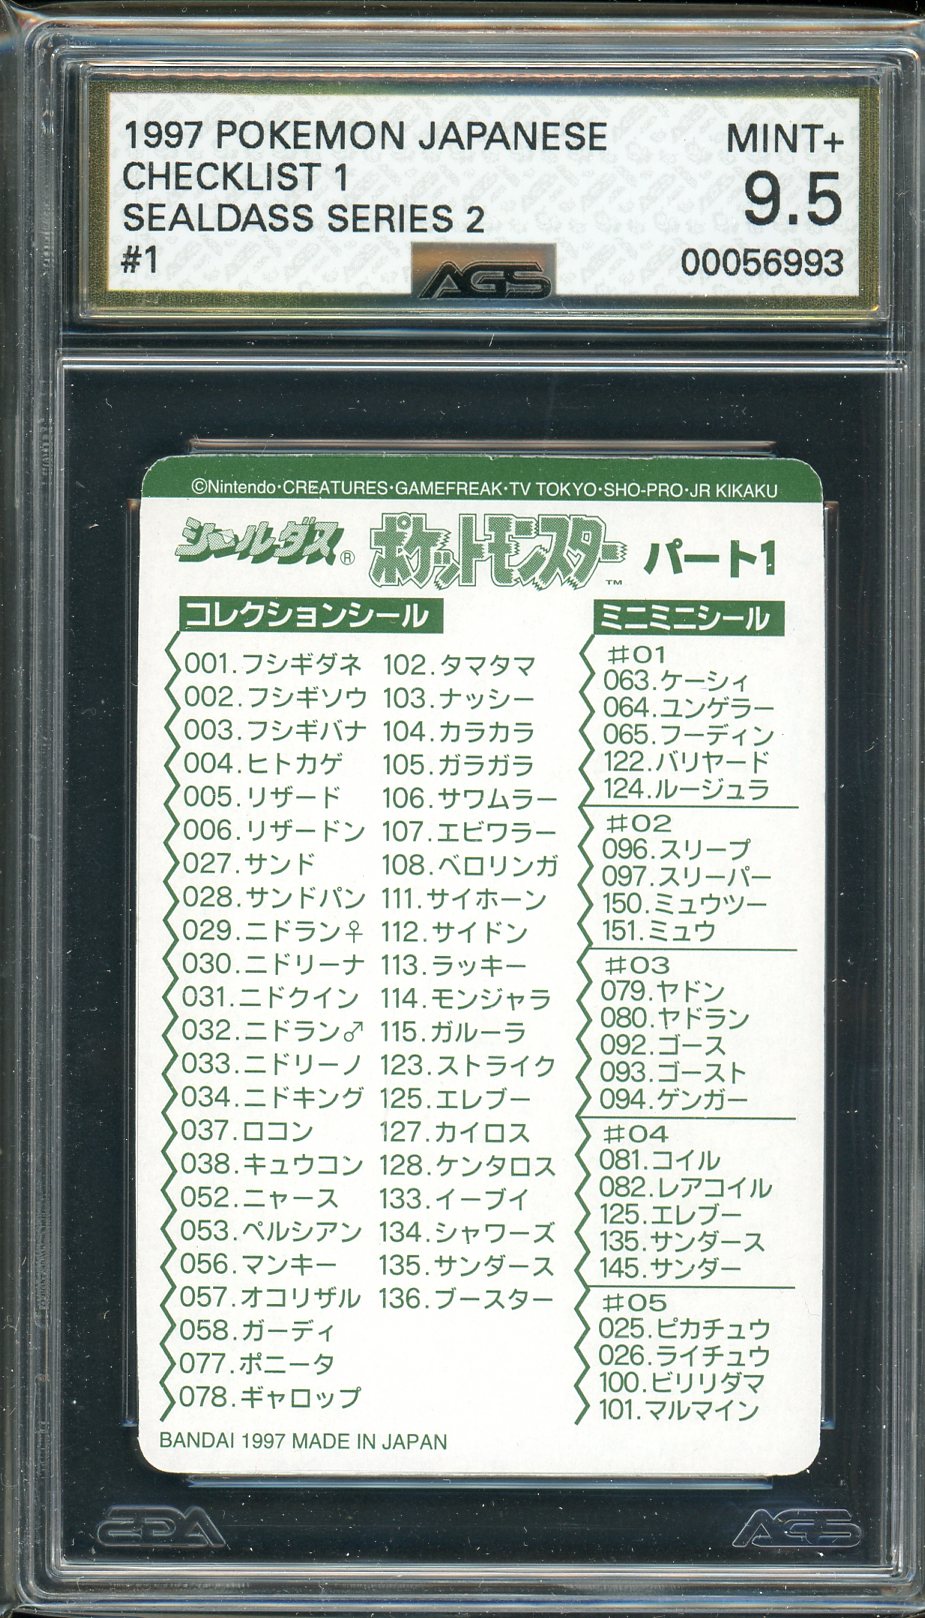 1997 POKEMON JAPANESE
CHECKLIST 1
SEALDASS SERIES 2
#1
MINT+
9.5
00056993
AGS
©Nintendo・CREATURES・GAMEFREAK・TV TOKYO・SHO-PRO・JR KIKAKU
シールダス® ポケットモンスター™ パート1
コレクションシール
001.フシギダネ
002.フシギソウ
003.フシギバナ
004.ヒトカゲ
005.リザード
006.リザードン
027.サンド
028.サンドパン
029.ニドラン♀
030.ニドリーナ
031.ニドクイン
032.ニドラン♂
033.ニドリーノ
034.ニドキング
037.ロコン
038.キュウコン
052.ニャース
053.ペルシアン
056.マンキー
057.オコリザル
058.ガーディ
077.ポニータ
078.ギャロップ
102.タマタマ
103.ナッシー
104.カラカラ
105.ガラガラ
106.サワムラー
107.エビワラー
108.ベロリンガ
111.サイホーン
112.サイドン
113.ラッキー
114.モンジャラ
115.ガルーラ
123.ストライク
125.エレブー
127.カイロス
128.ケンタロス
133.イーブイ
134.シャワーズ
135.サンダース
136.ブースター
ミニミニシール
#01
063.ケーシィ
064.ユンゲラー
065.フーディン
122.バリヤード
124.ルージュラ
#02
096.スリープ
097.スリーパー
150.ミュウツー
151.ミュウ
#03
079.ヤドン
080.ヤドラン
092.ゴース
093.ゴースト
094.ゲンガー
#04
081.コイル
082.レアコイル
125.エレブー
135.サンダース
145.サンダー
#05
025.ピカチュウ
026.ライチュウ
100.ビリリダマ
101.マルマイン
BANDAI 1997 MADE IN JAPAN
AGS
AGS